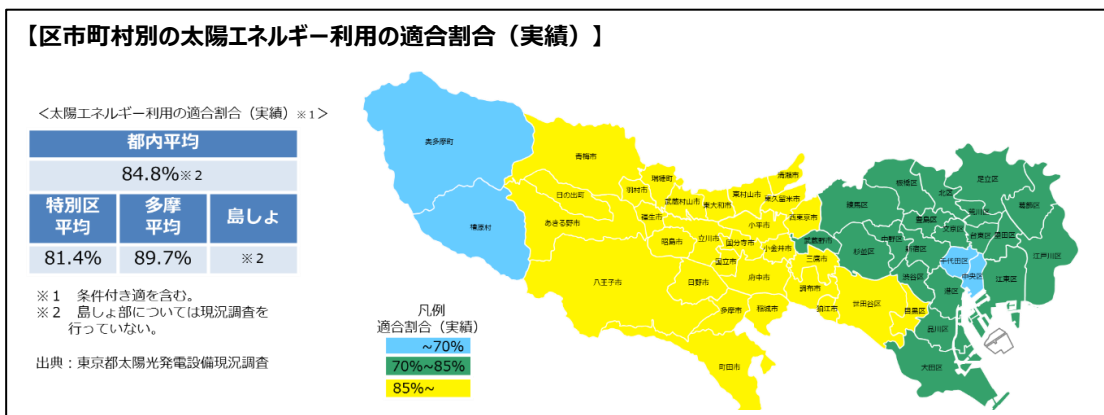 【区市町村別の太陽エネルギー利用の適合割合（実績）】
＜太陽エネルギー利用の適合割合（実績）※１＞
都内平均
84.8%※２
特別区
平均
多摩
平均
島しょ
81.4%
89.7%
※２
※１ 条件付き適を含む。
※２ 島しょ部については現況調査を
行っていない。
出典：東京都太陽光発電設備現況調査
凡例
適合割合（実績）
~70%
70%~85%
85%~
奥多摩町
檜原村
青梅市
日の出町
あきる野市
八王子市
羽村市
瑞穂町
福生市
武蔵村山市
東大和市
東村山市
清瀬市
東久留米市
西東京市
昭島市
立川市
国分寺市
小平市
小金井市
国立市
日野市
府中市
多摩市
稲城市
町田市
武蔵野市
三鷹市
調布市
狛江市
世田谷区
目黒区
練馬区
板橋区
北区
足立区
葛飾区
荒川区
豊島区
文京区
台東区
墨田区
江戸川区
杉並区
中野区
新宿区
千代田区
中央区
江東区
渋谷区
港区
品川区
大田区